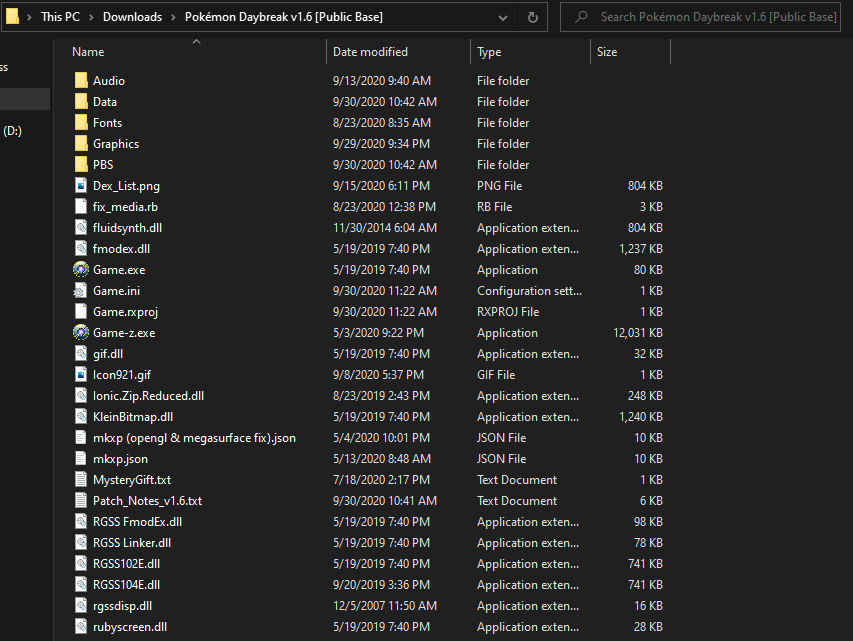 This PC > Downloads > Pokémon Daybreak v1.6 [Public Base] Search Pokémon Daybreak v1.6 [Public Base]
Name Date modified Type Size
ss
(D:)
Audio 9/13/2020 9:40 AM File folder
Data 9/30/2020 10:42 AM File folder
Fonts 8/23/2020 8:35 AM File folder
Graphics 9/29/2020 9:34 PM File folder
PBS 9/30/2020 10:42 AM File folder
Dex_List.png 9/15/2020 6:11 PM PNG File 804 KB
fix_media.rb 8/23/2020 12:38 PM RB File 3 KB
fluidsynth.dll 11/30/2014 6:04 AM Application exten... 804 KB
fmodex.dll 5/19/2019 7:40 PM Application exten... 1,237 KB
Game.exe 5/19/2019 7:40 PM Application 80 KB
Game.ini 9/30/2020 11:22 AM Configuration sett... 1 KB
Game.rxproj 9/30/2020 11:22 AM RXPROJ File 1 KB
Game-z.exe 5/3/2020 9:22 PM Application 12,031 KB
gif.dll 5/19/2019 7:40 PM Application exten... 32 KB
Icon921.gif 9/8/2020 5:37 PM GIF File 1 KB
Ionic.Zip.Reduced.dll 8/23/2019 2:43 PM Application exten... 248 KB
KleinBitmap.dll 5/19/2019 7:40 PM Application exten... 1,240 KB
mkxp (opengl & megasurface fix).json 5/4/2020 10:01 PM JSON File 10 KB
mkxp.json 5/13/2020 8:48 AM JSON File 10 KB
MysteryGift.txt 7/18/2020 2:17 PM Text Document 1 KB
Patch_Notes_v1.6.txt 9/30/2020 10:41 AM Text Document 6 KB
RGSS FmodEx.dll 5/19/2019 7:40 PM Application exten... 98 KB
RGSS Linker.dll 5/19/2019 7:40 PM Application exten... 78 KB
RGSS102E.dll 5/19/2019 7:40 PM Application exten... 741 KB
RGSS104E.dll 9/20/2019 3:36 PM Application exten... 741 KB
rgssdisp.dll 12/5/2007 11:50 AM Application exten... 16 KB
rubyscreen.dll 5/19/2019 7:40 PM Application exten... 28 KB